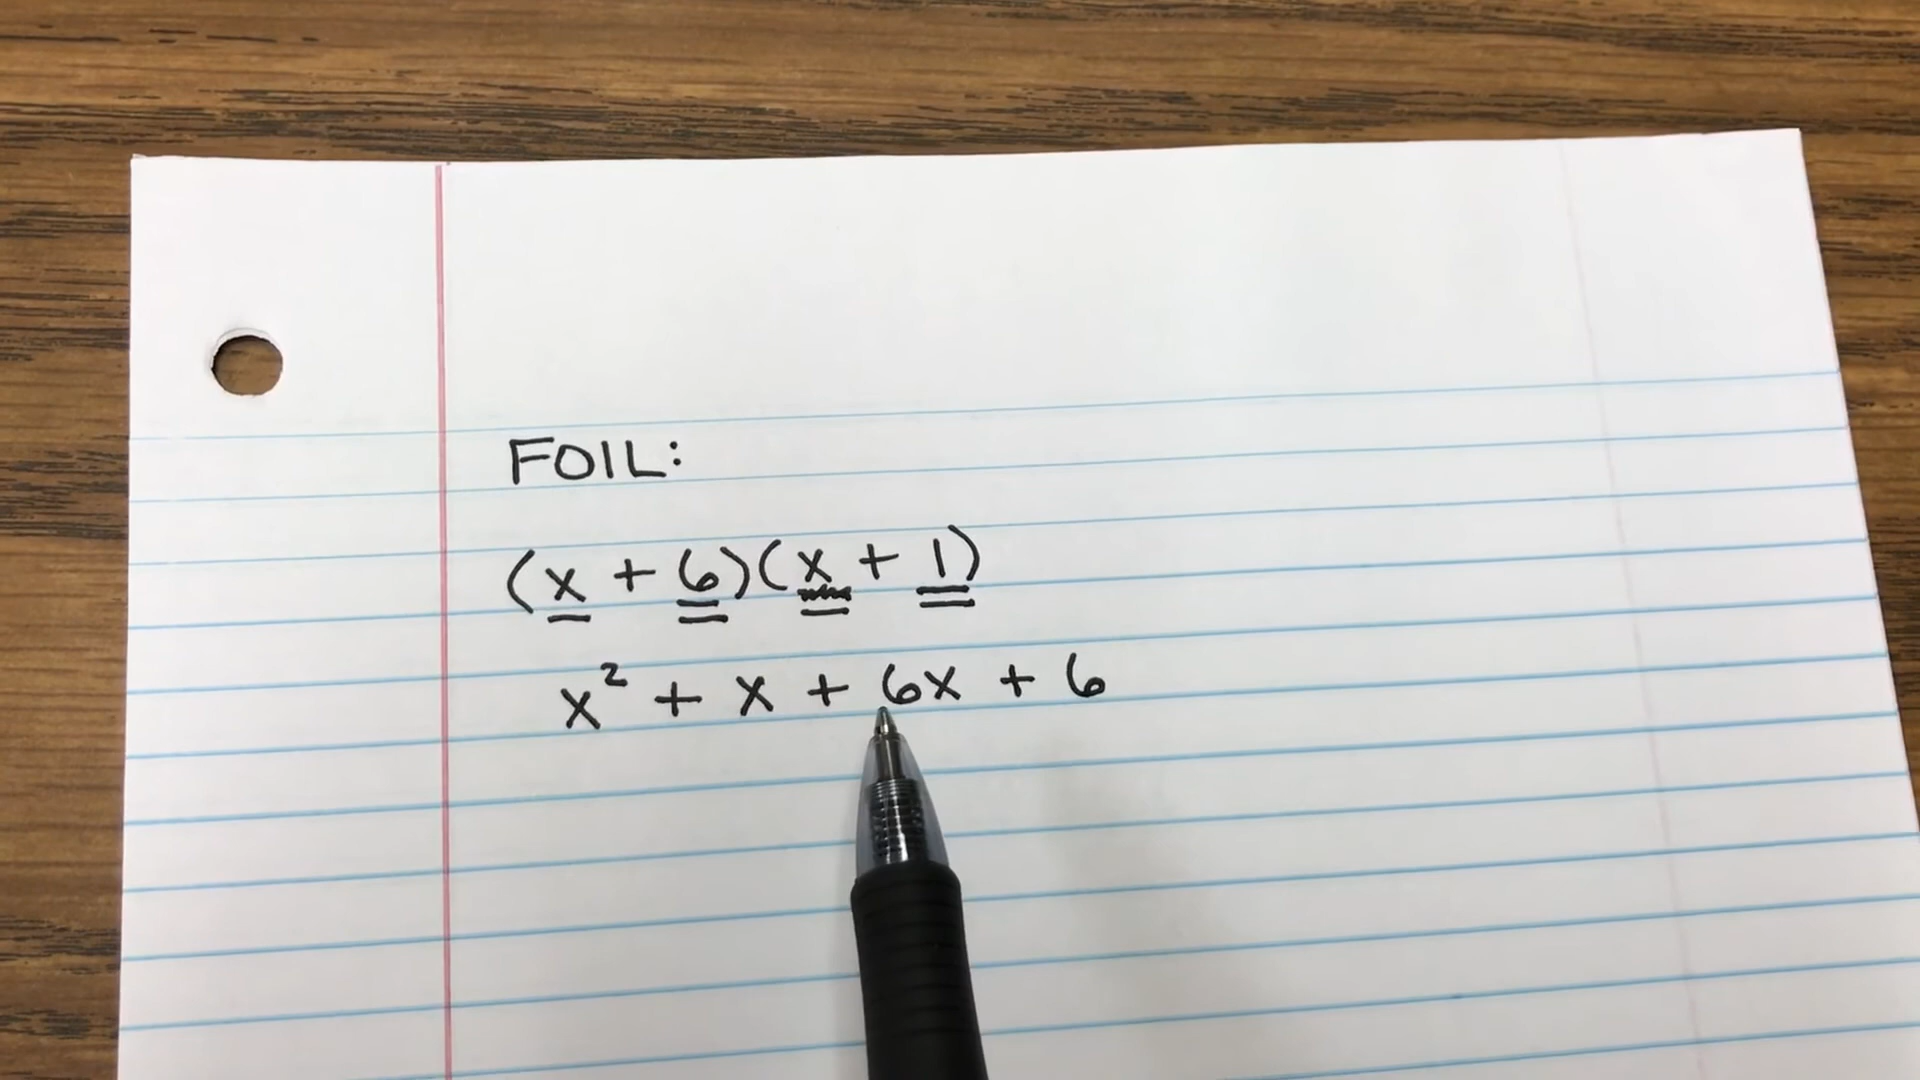 FOIL:
(x + 6)(x + 1)
x² + x + 6x + 6